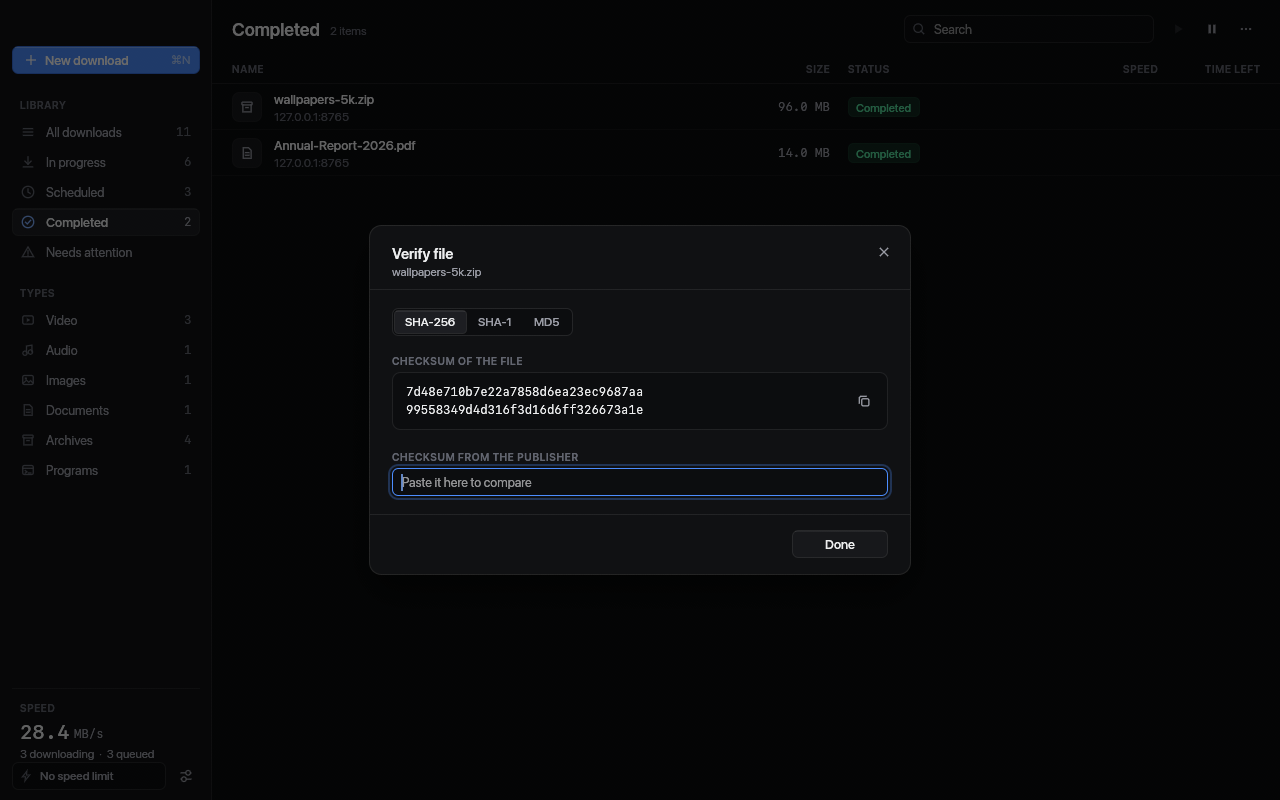 New download ⌘N
LIBRARY
All downloads 11
In progress 6
Scheduled 3
Completed 2
Needs attention
TYPES
Video 3
Audio 1
Images 1
Documents 1
Archives 4
Programs 1
SPEED
28.4 MB/s
3 downloading · 3 queued
No speed limit
Completed 2 items
Search
NAME SIZE STATUS SPEED TIME LEFT
wallpapers-5k.zip 96.0 MB Completed
127.0.0.1:8765
Annual-Report-2026.pdf 14.0 MB Completed
127.0.0.1:8765
Verify file
wallpapers-5k.zip
SHA-256 SHA-1 MD5
CHECKSUM OF THE FILE
7d48e710b7e22a7858d6ea23ec9687aa
99558349d4d316f3d16d6ff326673a1e
CHECKSUM FROM THE PUBLISHER
Paste it here to compare
Done